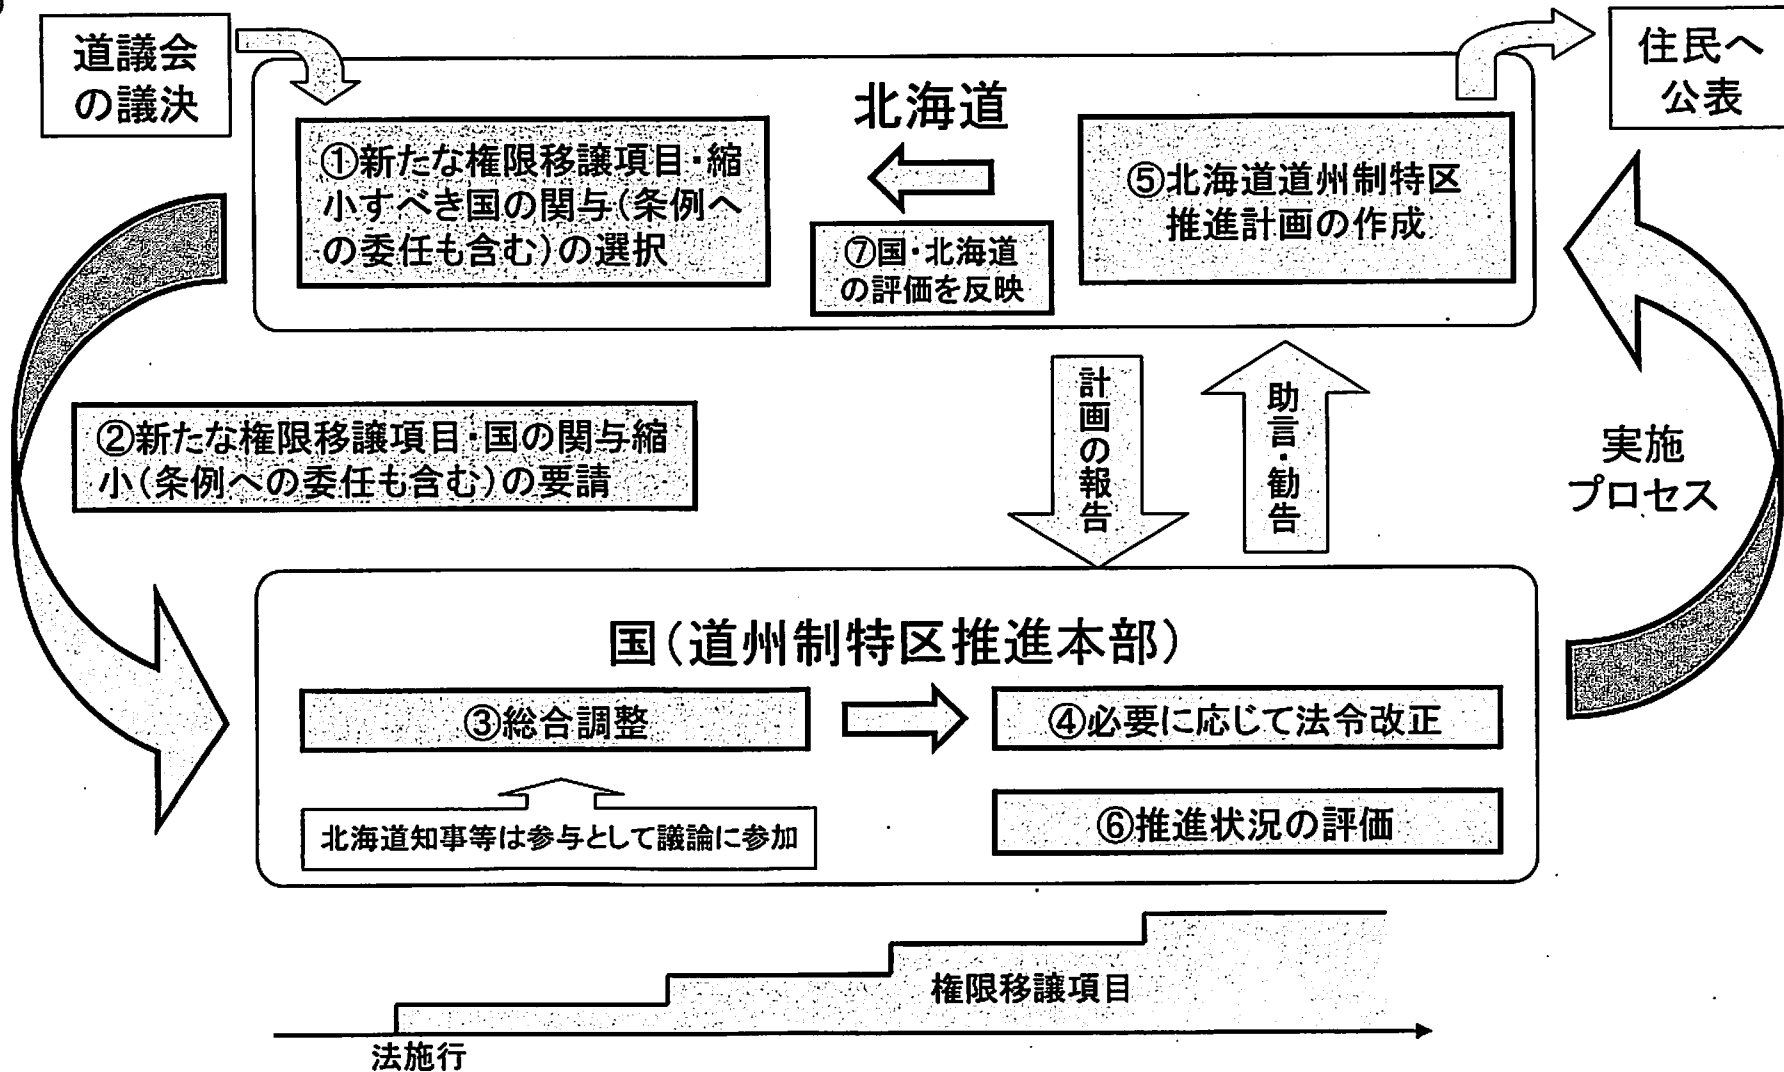 道議会
の議決
住民へ
公表
北海道
①新たな権限移譲項目・縮
小すべき国の関与(条例へ
の委任も含む)の選択
⑤北海道道州制特区
推進計画の作成
⑦国・北海道
の評価を反映
計画の報告
助言・勧告
②新たな権限移譲項目・国の関与縮
小(条例への委任も含む)の要請
実施
プロセス
国(道州制特区推進本部)
③総合調整
④必要に応じて法令改正
北海道知事等は参与として議論に参加
⑥推進状況の評価
権限移譲項目
法施行